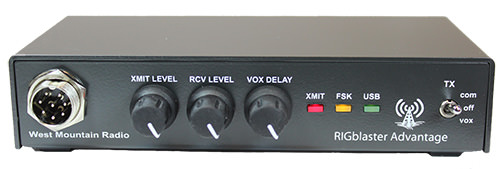 XMIT LEVEL RCV LEVEL VOX DELAY
XMIT FSK USB
TX
com
off
vox
West Mountain Radio
RIGblaster Advantage